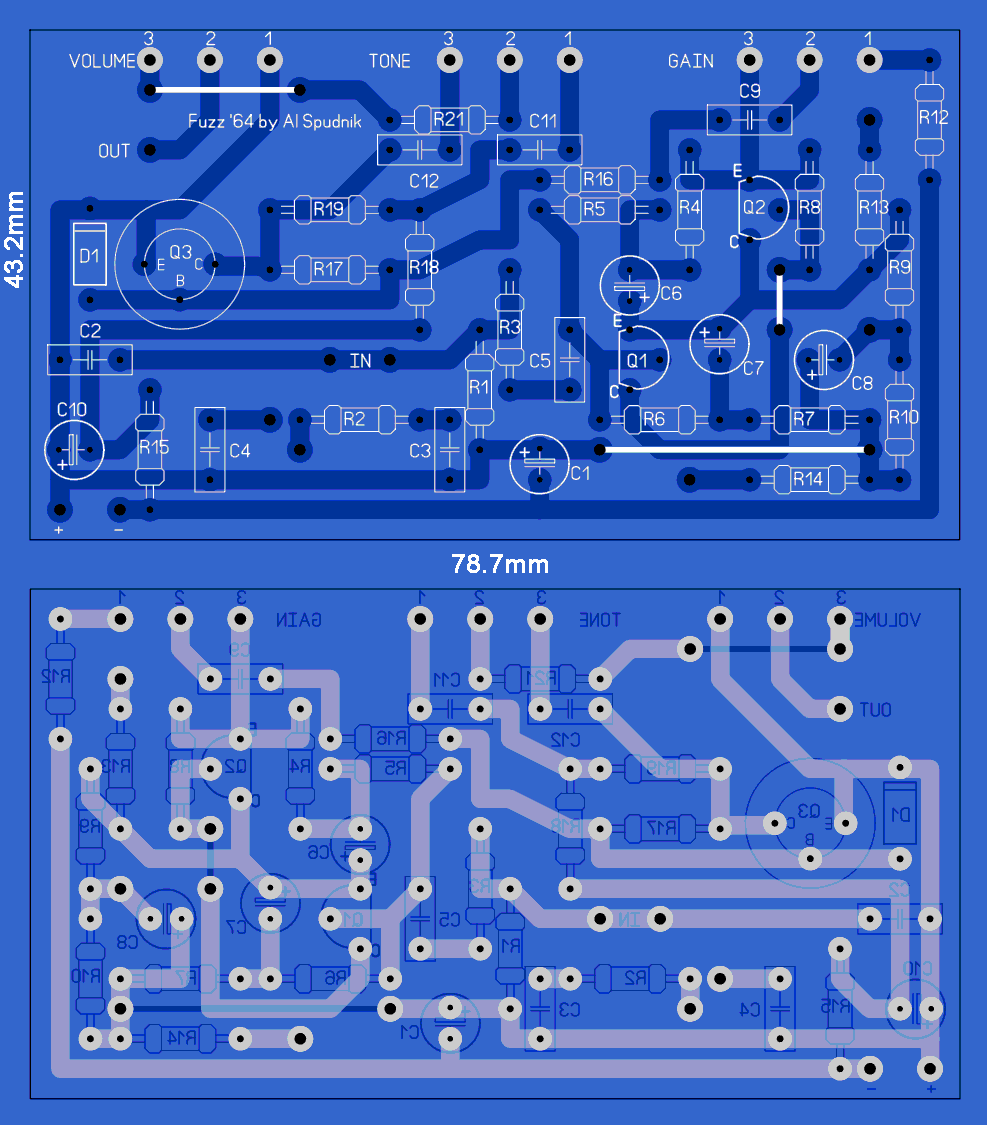 3 2 1 3 2 1 3 2 1
VOLUME TONE GAIN
C9
Fuzz '64 by Al Spudnik R21 C11 R12
OUT
C12 R16 E
R19 R5 R4 Q2 R8 R13
D1 Q3 C
E C R17 R18 R9
B C6
+
C2 R3 E +
IN C5 Q1 C7 C8
R1 C +
C10 R2 R6 R7 R10
R15 C4 C3 +
+ C1
R14
+ −
43.2mm
78.7mm
1 2 3 1 2 3 1 2 3
GAIN TONE VOLUME
C9
R12 R21 C11
OUT
R16 C12
E
R13 R8 Q2 R4 R5 R19
C D1
R9 Q3
R18 R17 C E
C6 B
+
E C2
+ R3
C8 C7 Q1 C5 IN
+ R1
C C10
R10 R7 R6 R2
C3 C4 R15
+ +
C1
R14
− +